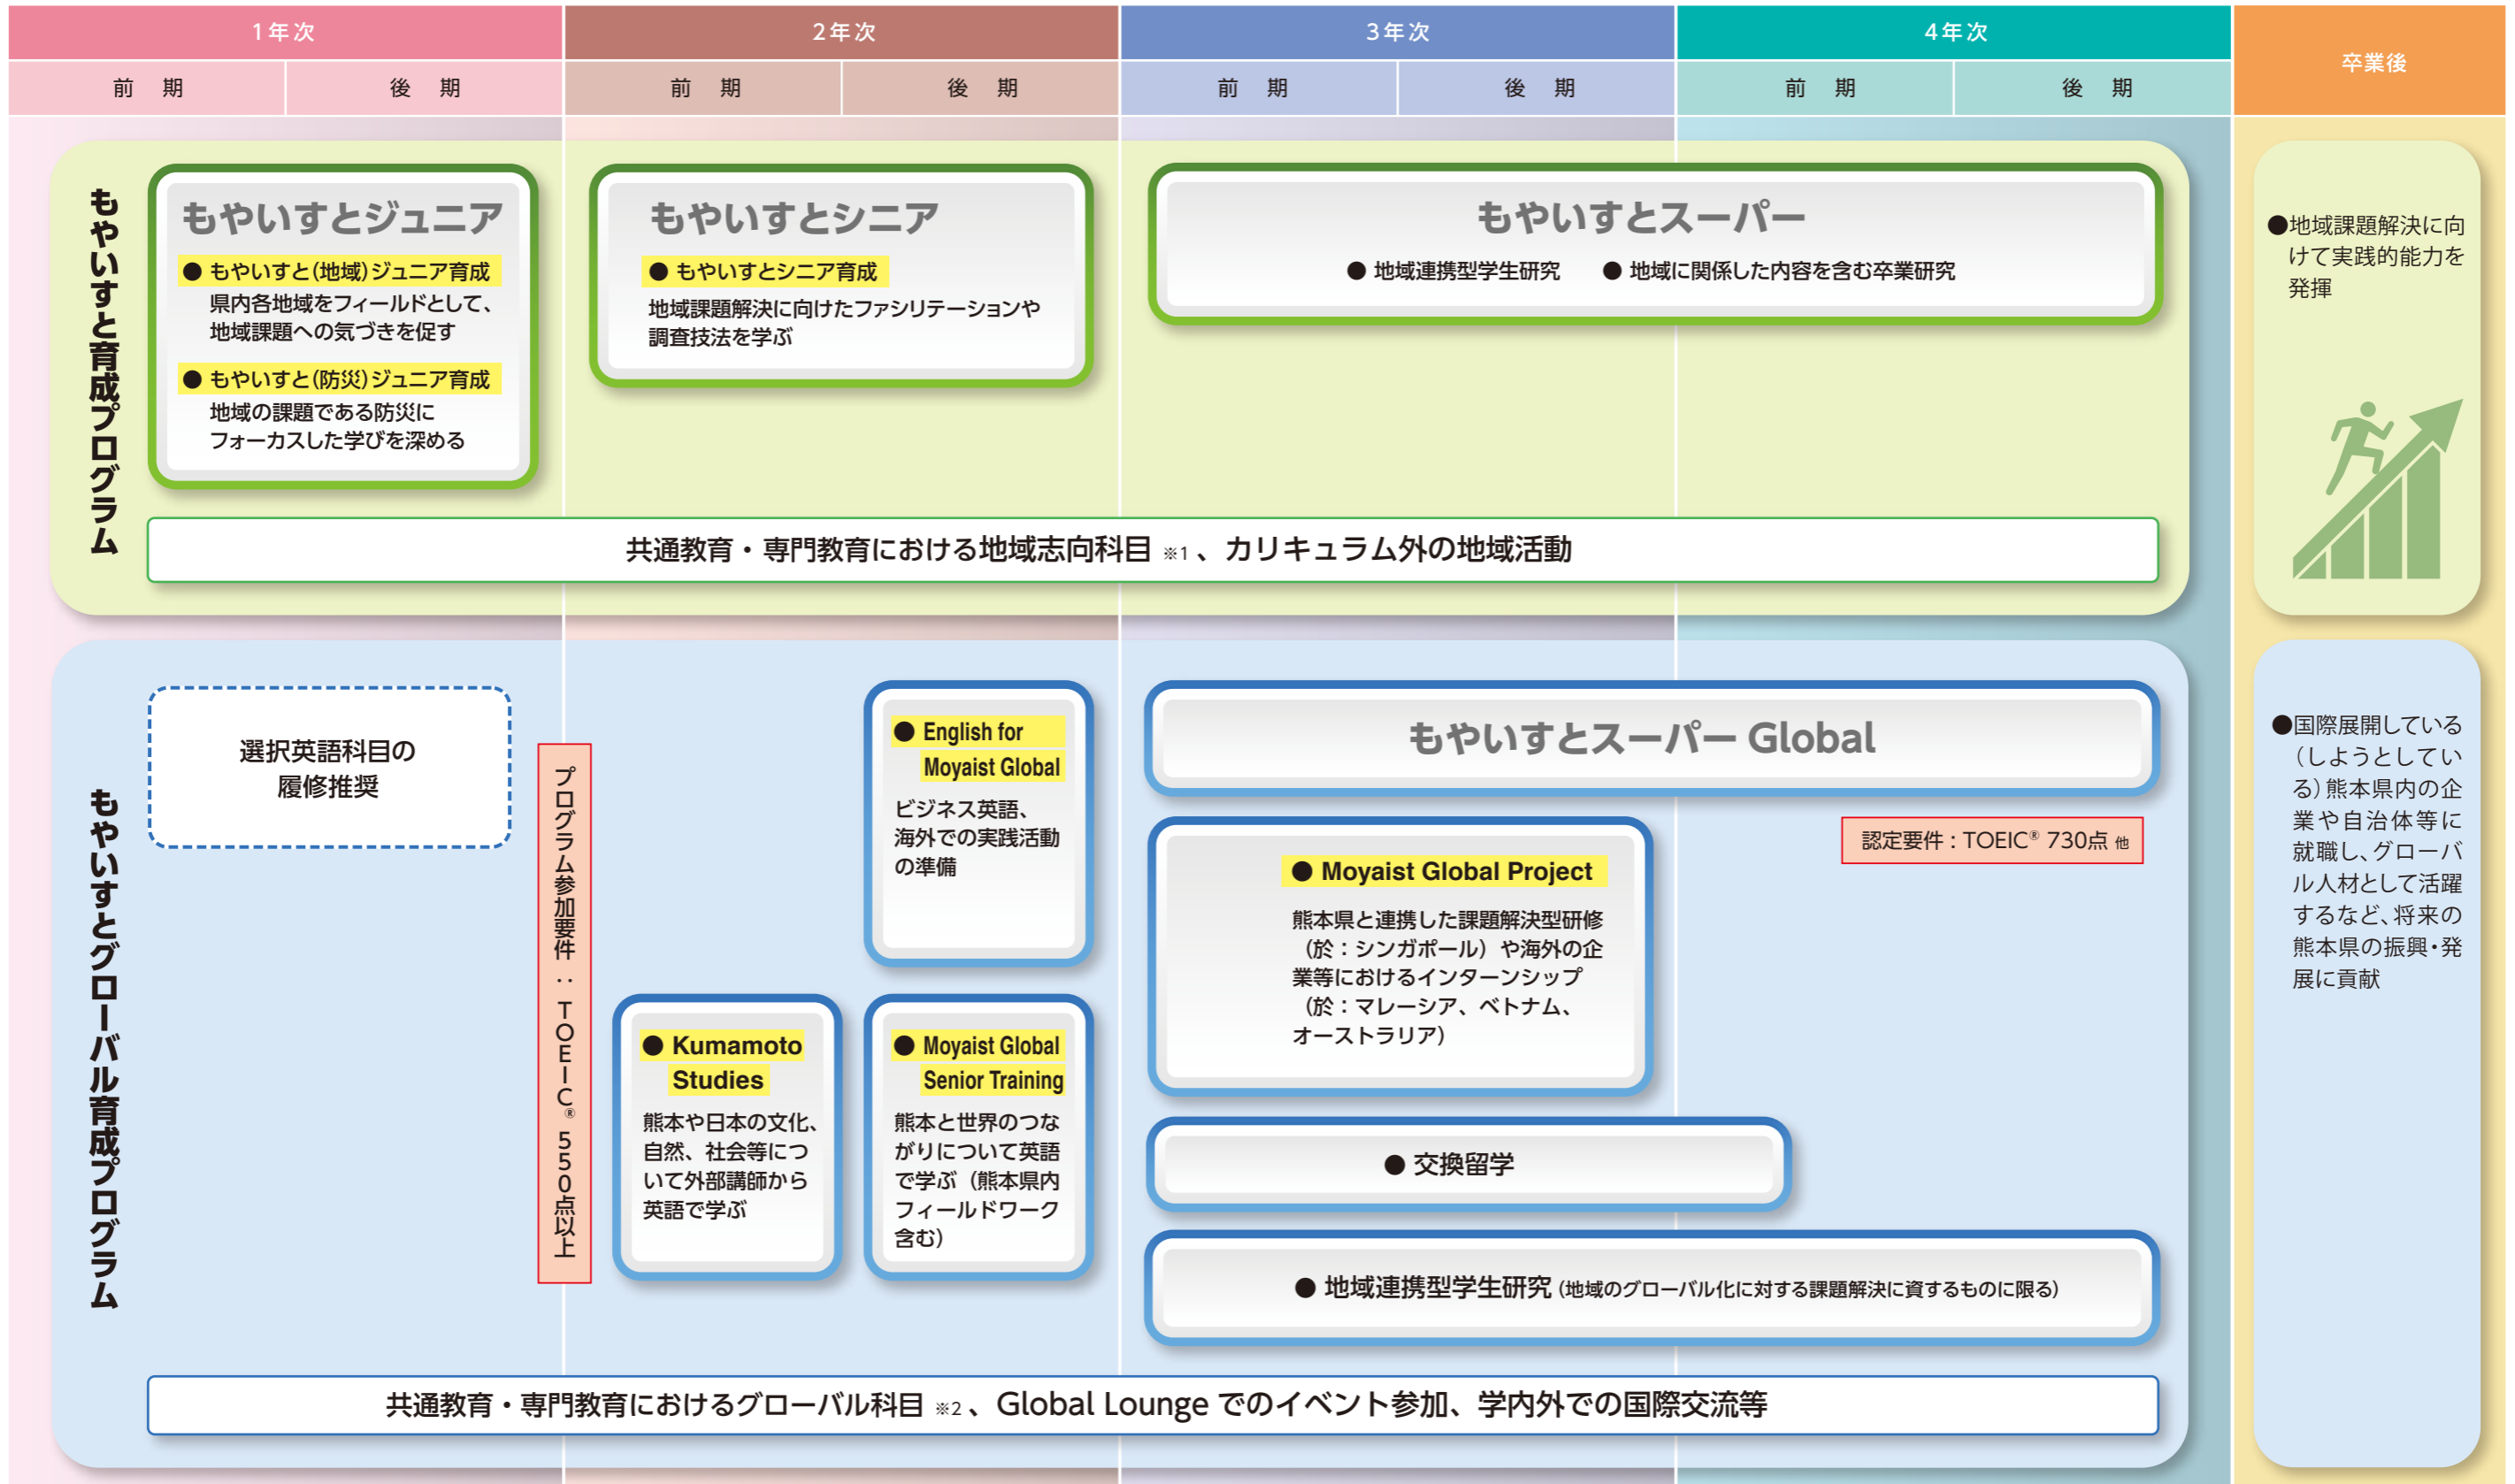 1年次
2年次
3年次
4年次
卒業後
前 期
後 期
前 期
後 期
前 期
後 期
前 期
後 期
もやいすと育成プログラム
もやいすとジュニア
● もやいすと(地域)ジュニア育成
県内各地域をフィールドとして、
地域課題への気づきを促す
● もやいすと(防災)ジュニア育成
地域の課題である防災に
フォーカスした学びを深める
もやいすとシニア
● もやいすとシニア育成
地域課題解決に向けたファシリテーションや
調査技法を学ぶ
もやいすとスーパー
● 地域連携型学生研究 ● 地域に関係した内容を含む卒業研究
共通教育・専門教育における地域志向科目 ※1 、カリキュラム外の地域活動
●地域課題解決に向
けて実践的能力を
発揮
もやいすとグローバル育成プログラム
選択英語科目の
履修推奨
プログラム参加要件:TOEIC® 550点以上
● Kumamoto
Studies
熊本や日本の文化、
自然、社会等につ
いて外部講師から
英語で学ぶ
● English for
Moyaist Global
ビジネス英語、
海外での実践活動
の準備
● Moyaist Global
Senior Training
熊本と世界のつな
がりについて英語
で学ぶ（熊本県内
フィールドワーク
含む）
もやいすとスーパー Global
認定要件：TOEIC® 730点 他
● Moyaist Global Project
熊本県と連携した課題解決型研修
（於：シンガポール）や海外の企
業等におけるインターンシップ
（於：マレーシア、ベトナム、
オーストラリア）
● 交換留学
● 地域連携型学生研究 (地域のグローバル化に対する課題解決に資するものに限る)
共通教育・専門教育におけるグローバル科目 ※2 、Global Lounge でのイベント参加、学内外での国際交流等
●国際展開している
（しようとしてい
る）熊本県内の企
業や自治体等に
就職し、グローバ
ル人材として活躍
するなど、将来の
熊本県の振興・発
展に貢献